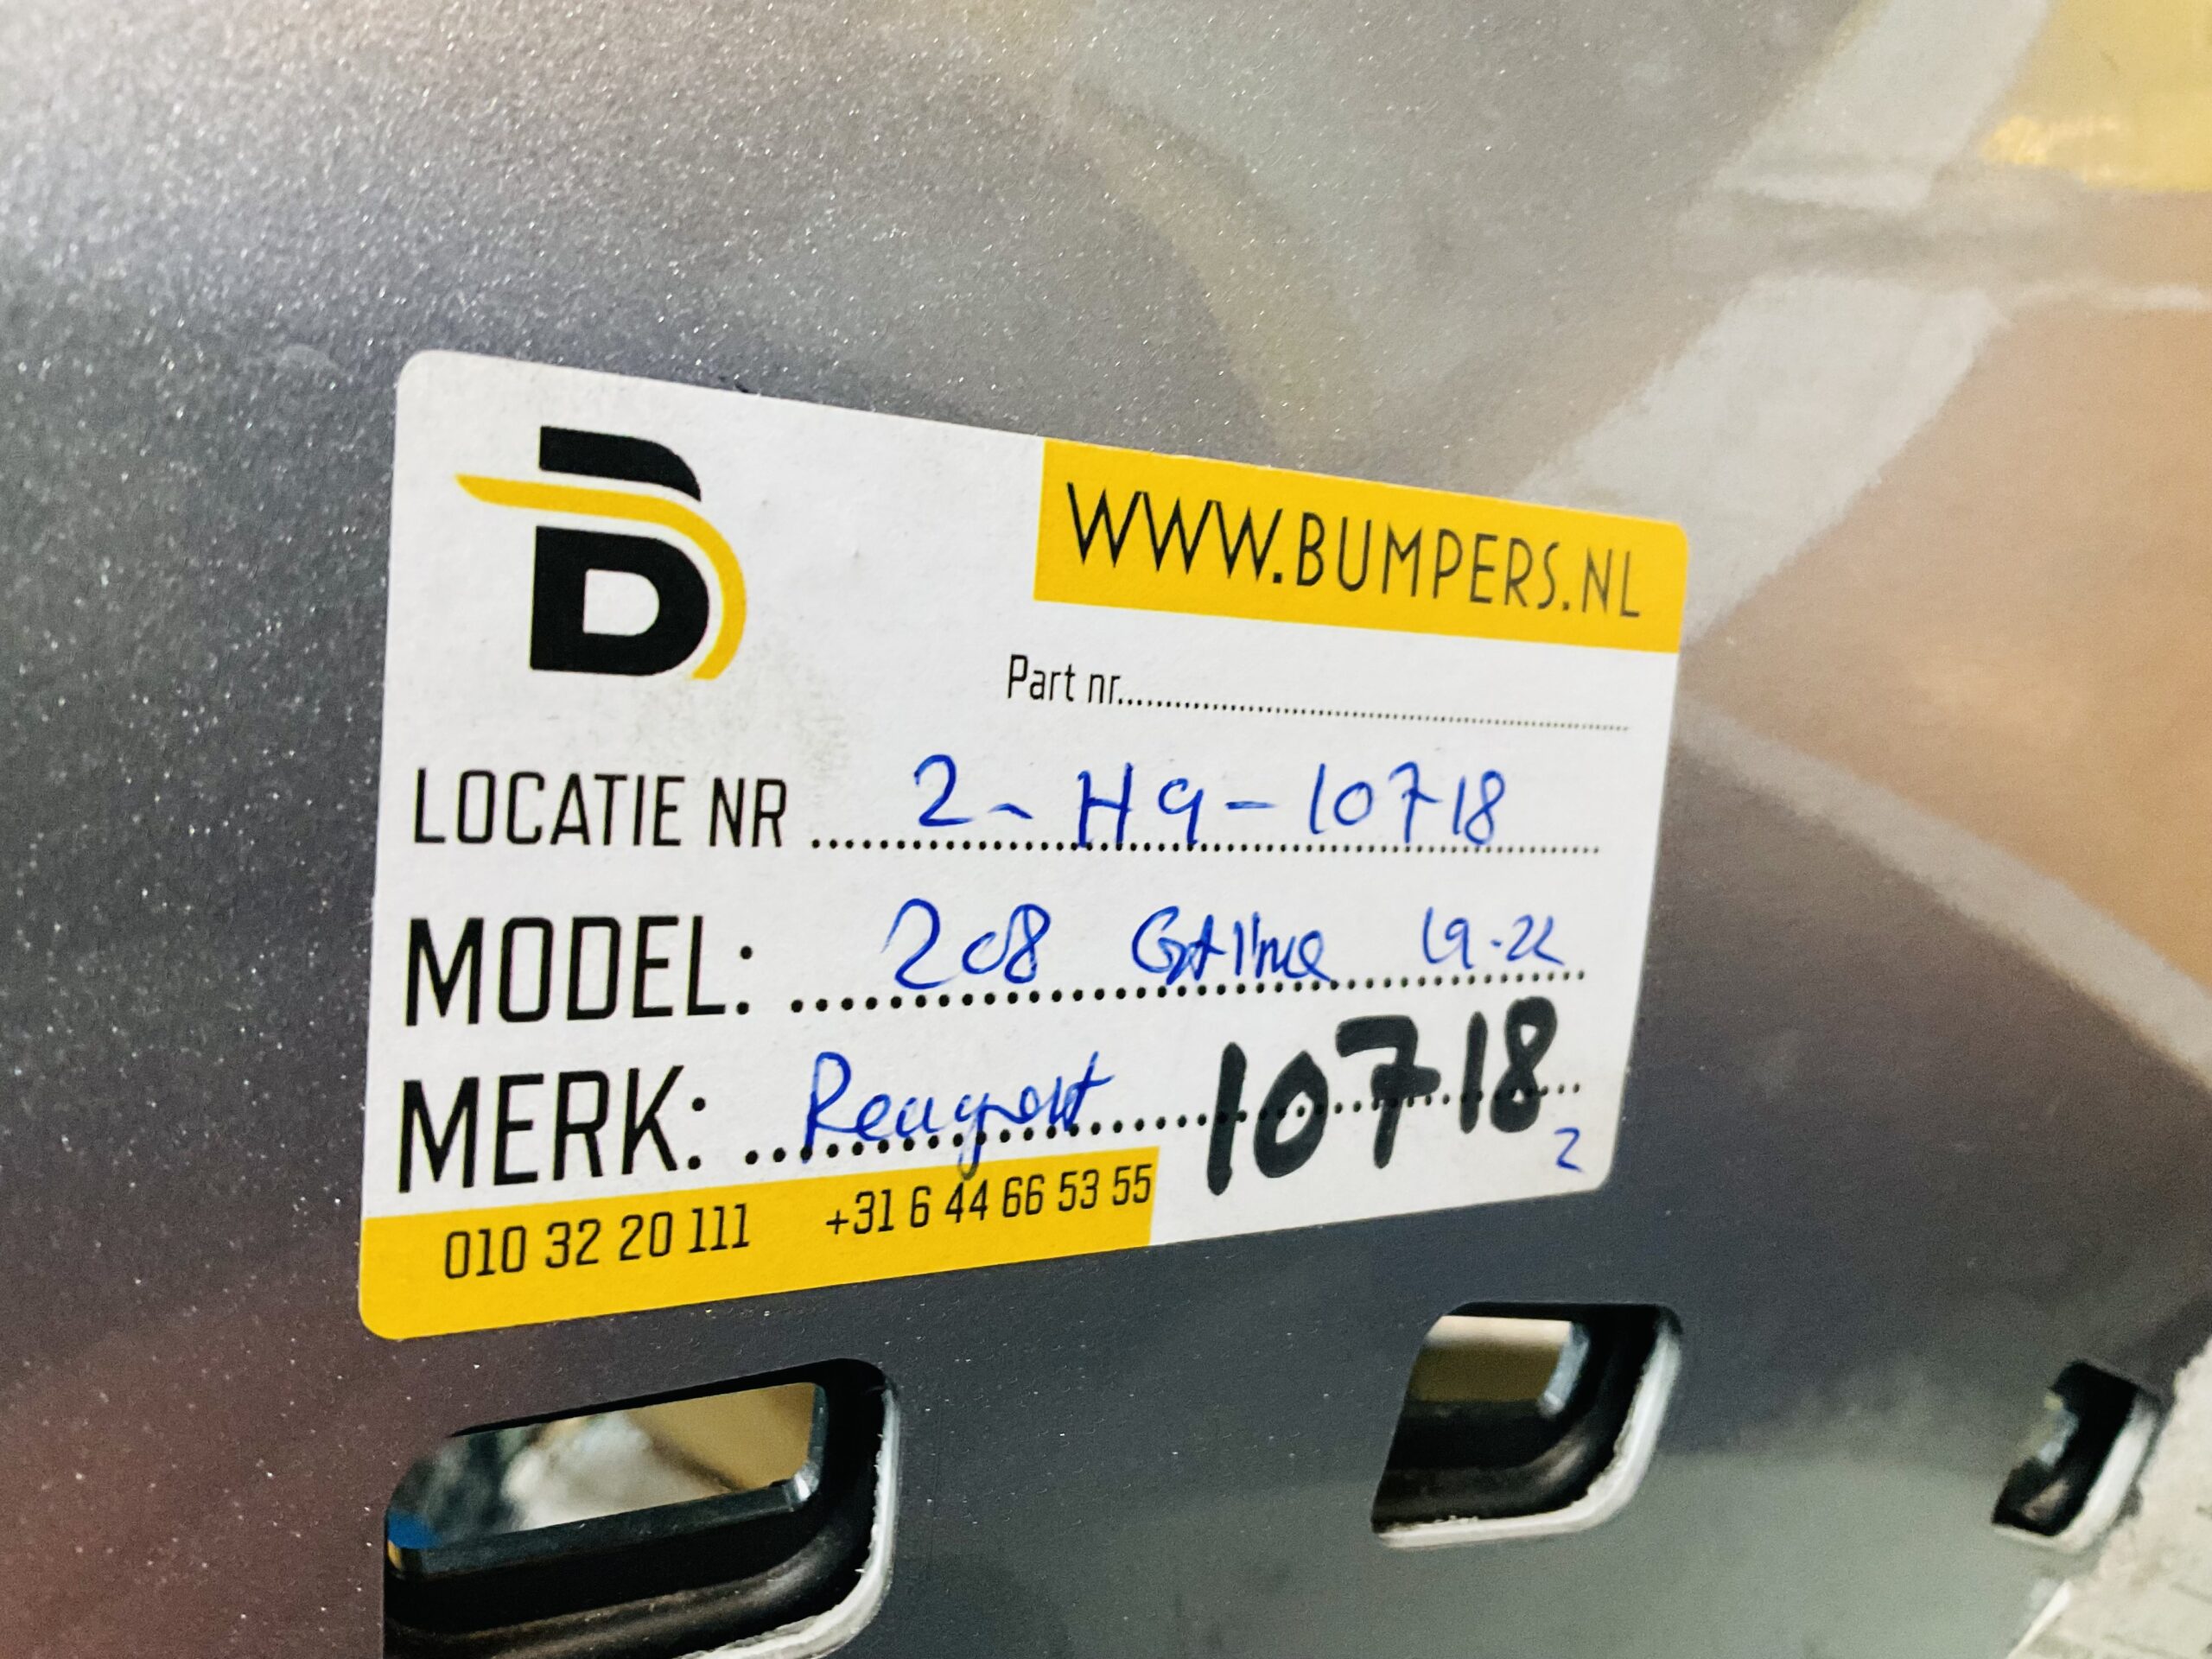 B
WWW.BUMPERS.NL
Part nr..........
LOCATIE NR .......... 2-H9-10718
MODEL: .......... 208 GTline 19-22
MERK: .......... Peugeot 10718
2
010 32 20 111 +31 6 44 66 53 55